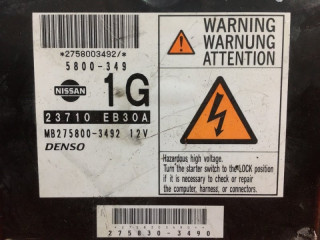 *2758003492/*
5800-349
NISSAN
1G
23710 EB30A
MB275800-3492 12V
DENSO
WARNING
WARNUNG
ATTENTION
Hazardous high voltage.
Turn the starter switch to the LOCK position
if it is necessary to check or repair
the computer, harness, or connectors.
275830-3490